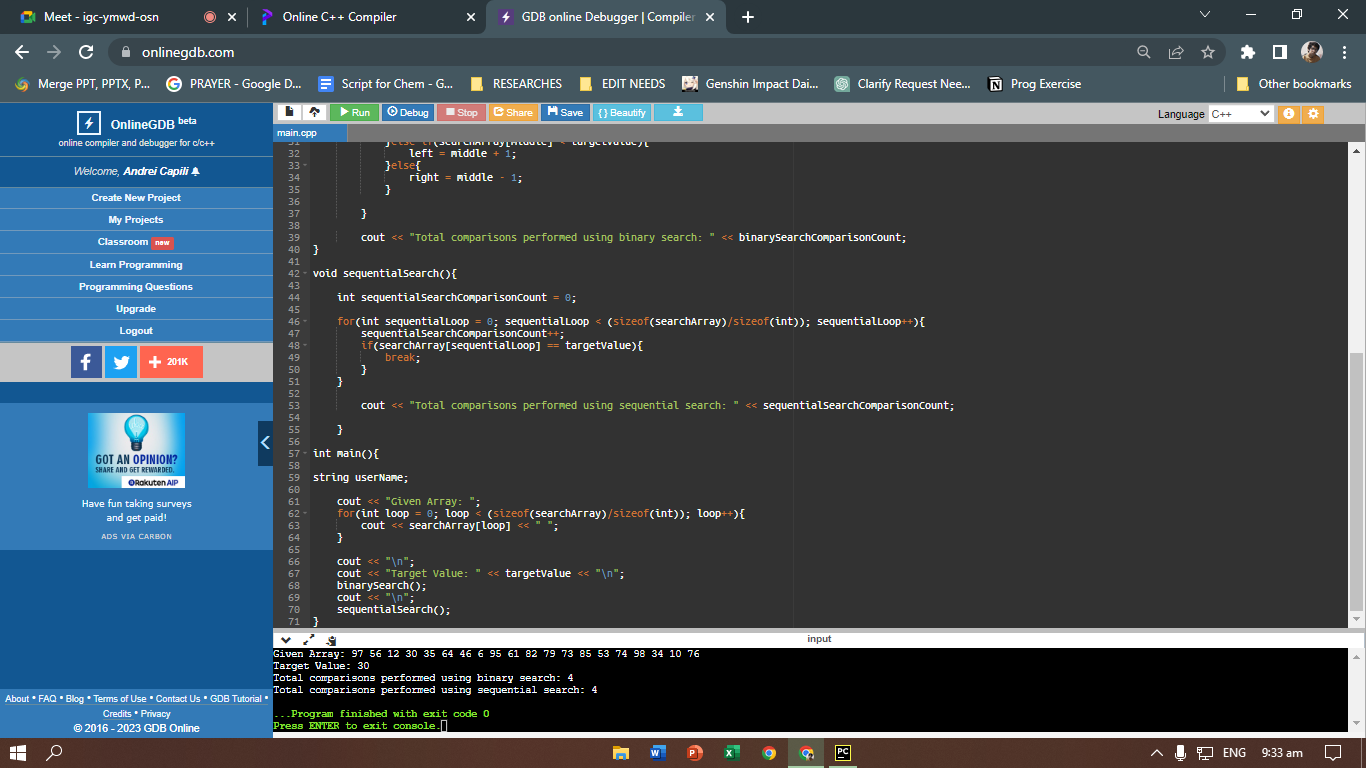 Meet - igc-ymwd-osn
Online C++ Compiler
GDB online Debugger | Compiler
onlinegdb.com
Merge PPT, PPTX, P...
PRAYER - Google D...
Script for Chem - G...
RESEARCHES
EDIT NEEDS
Genshin Impact Dai...
Clarify Request Nee...
Prog Exercise
Other bookmarks
OnlineGDB beta
online compiler and debugger for c/c++
Welcome, Andrei Capili
Create New Project
My Projects
Classroom new
Learn Programming
Programming Questions
Upgrade
Logout
f
+ 201K
GOT AN OPINION?
SHARE AND GET REWARDED.
Rakuten AIP
Have fun taking surveys
and get paid!
ADS VIA CARBON
About • FAQ • Blog • Terms of Use • Contact Us • GDB Tutorial •
Credits • Privacy
© 2016 - 2023 GDB Online
Run Debug Stop Share Save { } Beautify
Language C++
main.cpp
31 }else if(searchArray[middle] < targetValue){
32 left = middle + 1;
33 }else{
34 right = middle - 1;
35 }
36
37 }
38
39 cout << "Total comparisons performed using binary search: " << binarySearchComparisonCount;
40 }
41
42 void sequentialSearch(){
43
44 int sequentialSearchComparisonCount = 0;
45
46 for(int sequentialLoop = 0; sequentialLoop < (sizeof(searchArray)/sizeof(int)); sequentialLoop++){
47 sequentialSearchComparisonCount++;
48 if(searchArray[sequentialLoop] == targetValue){
49 break;
50 }
51 }
52
53 cout << "Total comparisons performed using sequential search: " << sequentialSearchComparisonCount;
54
55 }
56
57 int main(){
58
59 string userName;
60
61 cout << "Given Array: ";
62 for(int loop = 0; loop < (sizeof(searchArray)/sizeof(int)); loop++){
63 cout << searchArray[loop] << " ";
64 }
65
66 cout << "\n";
67 cout << "Target Value: " << targetValue << "\n";
68 binarySearch();
69 cout << "\n";
70 sequentialSearch();
71 }
input
Given Array: 97 56 12 30 35 64 46 6 95 61 82 79 73 85 53 74 98 34 10 76
Target Value: 30
Total comparisons performed using binary search: 4
Total comparisons performed using sequential search: 4
...Program finished with exit code 0
Press ENTER to exit console.
ENG
9:33 am